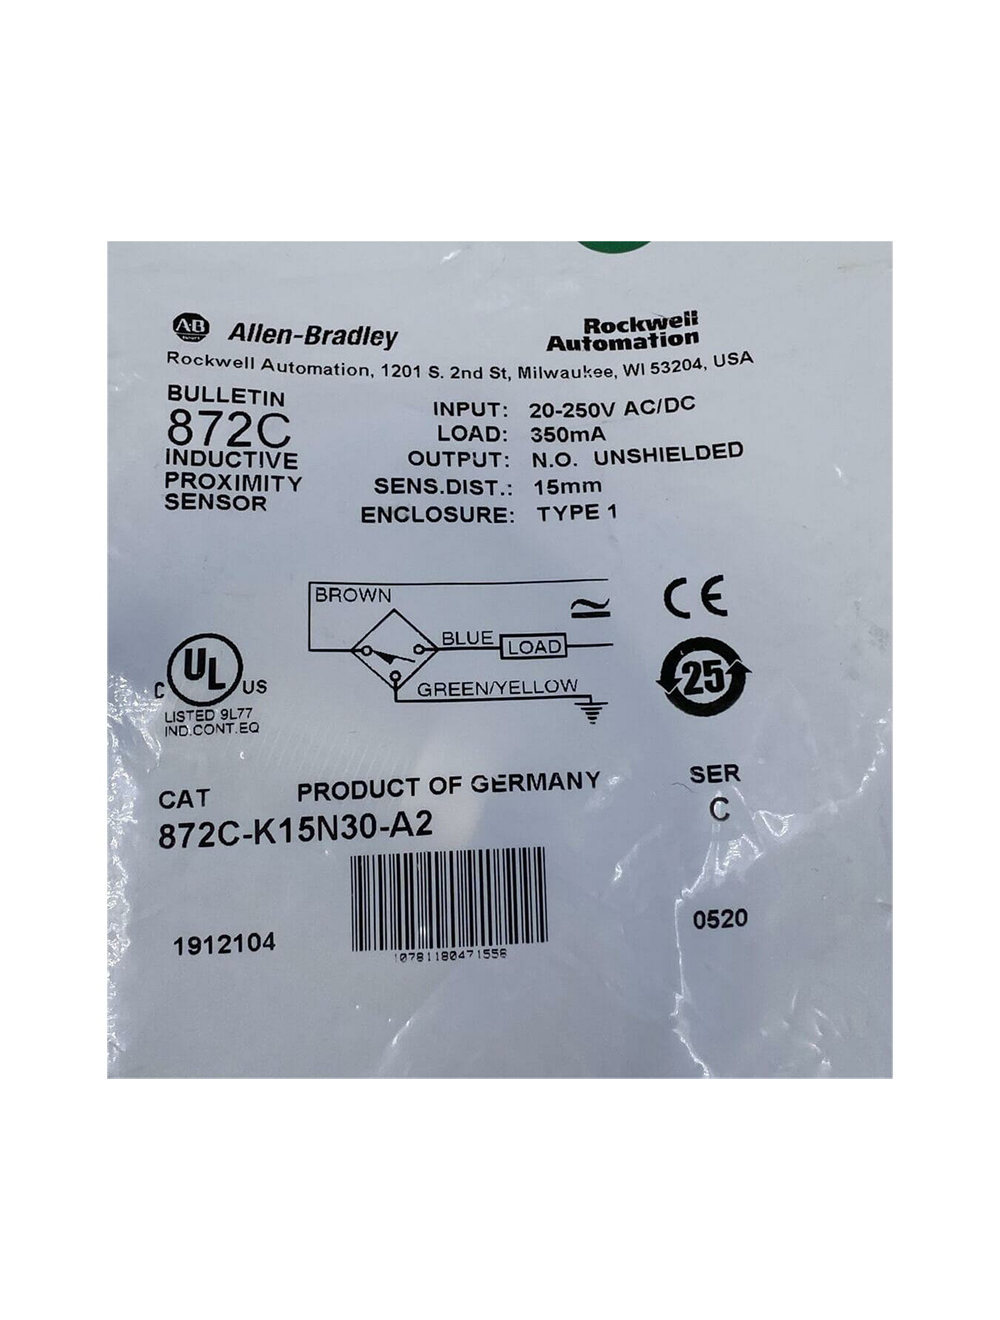 A-B Allen-Bradley Rockwell Automation
Rockwell Automation, 1201 S. 2nd St, Milwaukee, WI 53204, USA
BULLETIN
872C
INDUCTIVE
PROXIMITY
SENSOR
INPUT: 20-250V AC/DC
LOAD: 350mA
OUTPUT: N.O. UNSHIELDED
SENS.DIST.: 15mm
ENCLOSURE: TYPE 1
BROWN
BLUE LOAD
GREEN/YELLOW
CE
25
C UL US
LISTED 9L77
IND.CONT.EQ
CAT PRODUCT OF GERMANY SER
872C-K15N30-A2 C
1912104 0520
10781180471558